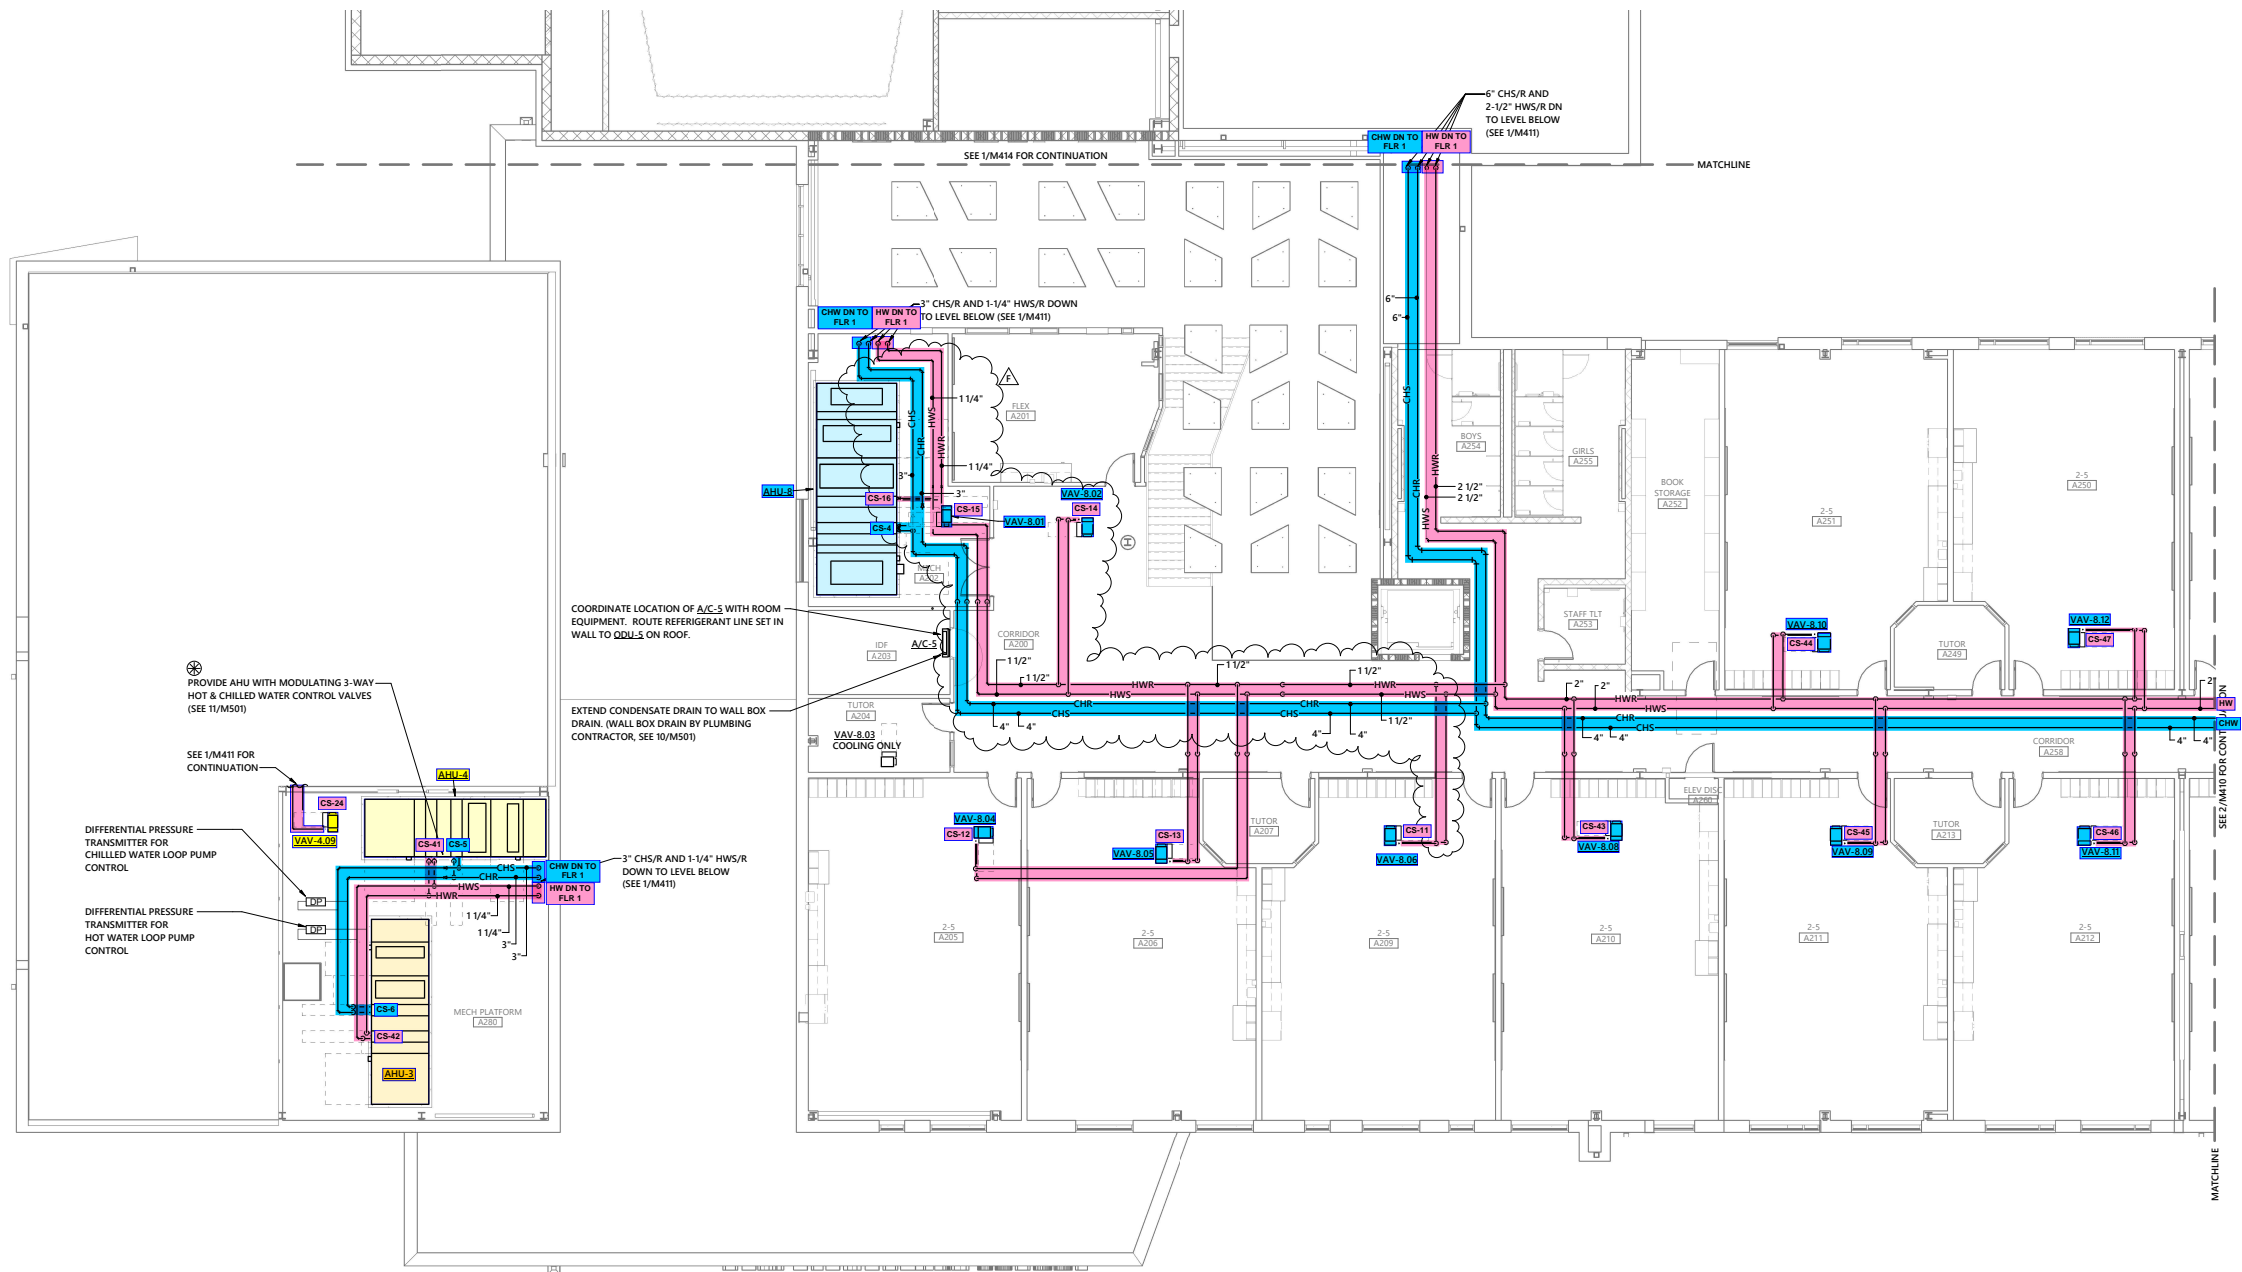 6" CHS/R AND
2-1/2" HWS/R DN
TO LEVEL BELOW
(SEE 1/M411)
CHW DN TO
FLR 1
HW DN TO
FLR 1
SEE 1/M414 FOR CONTINUATION
MATCHLINE
CHW DN TO
FLR 1
HW DN TO
FLR 1
3" CHS/R AND 1-1/4" HWS/R DOWN
TO LEVEL BELOW (SEE 1/M411)
6"
6"
F
FLEX
A201
CHS
HWS
CHR
HWR
1 1/4"
1 1/4"
3"
3"
CHS
HWR
CHR
HWS
2 1/2"
2 1/2"
BOYS
A254
GIRLS
A255
BOOK
STORAGE
A252
2-5
A251
2-5
A250
AHU-8
CS-16
CS-15
CS-4
VAV-8.01
VAV-8.02
CS-14
H
MECH
A202
COORDINATE LOCATION OF A/C-5 WITH ROOM
EQUIPMENT. ROUTE REFERIGERANT LINE SET IN
WALL TO ODU-5 ON ROOF.
A/C-5
IDF
A203
CORRIDOR
A200
STAFF TLT
A253
VAV-8.10
CS-44
VAV-8.12
CS-47
TUTOR
A249
PROVIDE AHU WITH MODULATING 3-WAY
HOT & CHILLED WATER CONTROL VALVES
(SEE 11/M501)
EXTEND CONDENSATE DRAIN TO WALL BOX
DRAIN. (WALL BOX DRAIN BY PLUMBING
CONTRACTOR, SEE 10/M501)
TUTOR
A204
VAV-8.03
COOLING ONLY
1 1/2"
1 1/2"
1 1/2"
1 1/2"
1 1/2"
HWR
HWS
HWR
HWS
CHR
CHS
CHR
CHS
4"
4"
4"
4"
2"
2"
HWR
HWS
CHR
CHS
4"
4"
2"
4"
4"
HW
CHW
CORRIDOR
A258
SEE 2/M410 FOR CONTINUATION
SEE 1/M411 FOR
CONTINUATION
AHU-4
CS-24
VAV-4.09
CS-41
CS-5
DIFFERENTIAL PRESSURE
TRANSMITTER FOR
CHILLLED WATER LOOP PUMP
CONTROL
DP
DIFFERENTIAL PRESSURE
TRANSMITTER FOR
HOT WATER LOOP PUMP
CONTROL
DP
CHS
CHR
HWS
HWR
CHW DN TO
FLR 1
HW DN TO
FLR 1
3" CHS/R AND 1-1/4" HWS/R
DOWN TO LEVEL BELOW
(SEE 1/M411)
1 1/4"
1 1/4"
3"
3"
CS-6
CS-42
AHU-3
MECH PLATFORM
A280
VAV-8.04
CS-12
CS-13
VAV-8.05
TUTOR
A207
CS-11
VAV-8.06
CS-43
VAV-8.08
ELEV DISC
A260
CS-45
VAV-8.09
TUTOR
A213
CS-46
VAV-8.11
2-5
A205
2-5
A206
2-5
A209
2-5
A210
2-5
A211
2-5
A212
MATCHLINE